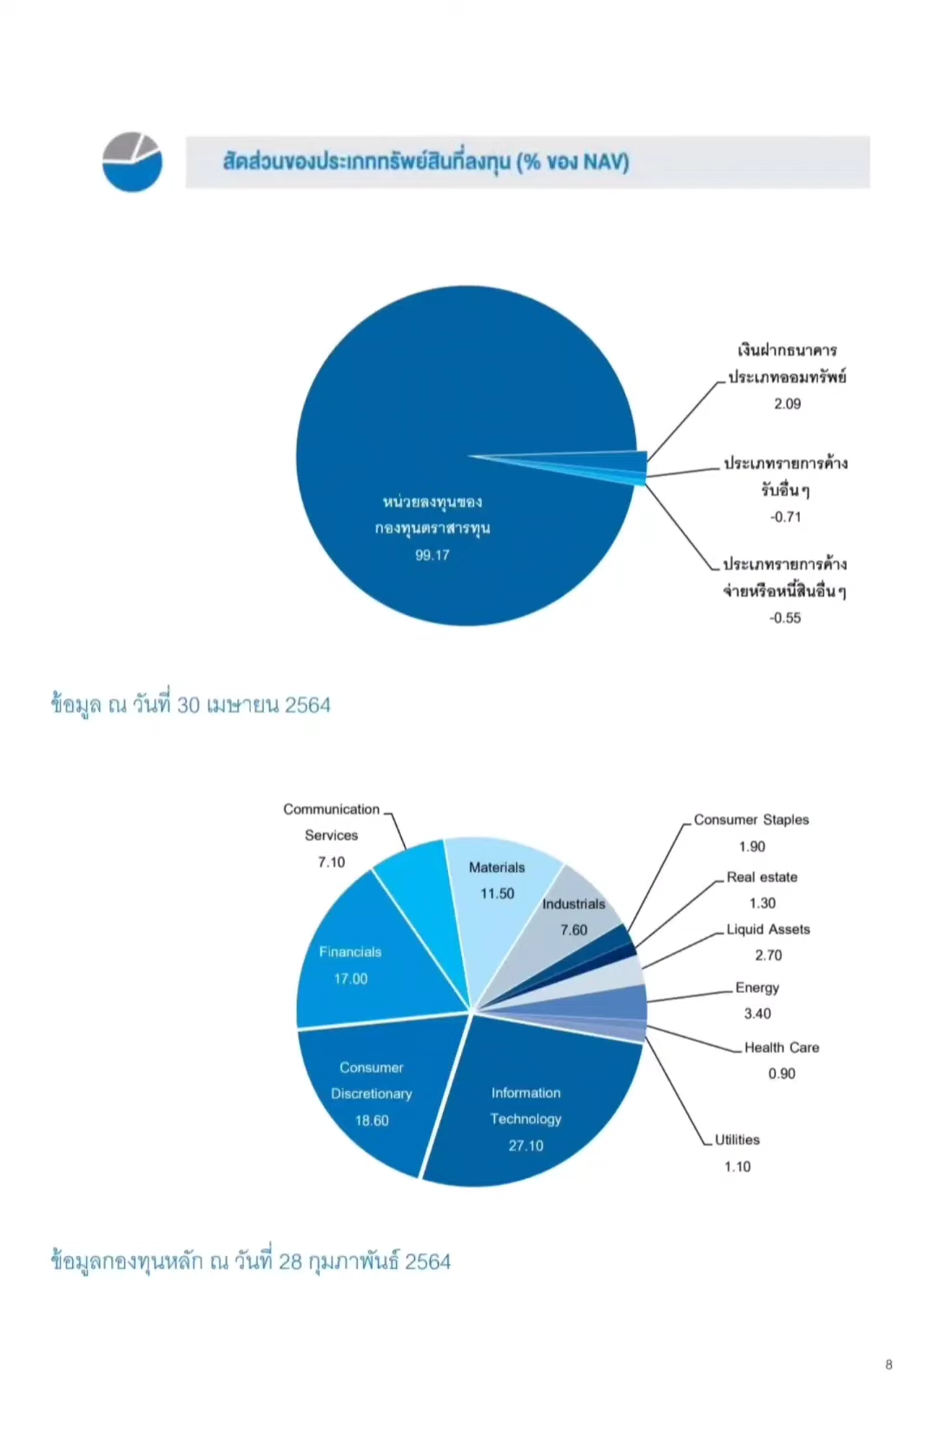 สัดส่วนของประเภททรัพย์สินที่ลงทุน (% ของ NAV)
เงินฝากธนาคาร
ประเภทออมทรัพย์
2.09
ประเภทรายการค้าง
รับอื่นๆ
-0.71
ประเภทรายการค้าง
จ่ายหรือหนี้สินอื่นๆ
-0.55
หน่วยลงทุนของ
กองทุนตราสารทุน
99.17
ข้อมูล ณ วันที่ 30 เมษายน 2564
Communication
Services
7.10
Materials
11.50
Industrials
7.60
Consumer Staples
1.90
Real estate
1.30
Liquid Assets
2.70
Energy
3.40
Health Care
0.90
Utilities
1.10
Financials
17.00
Consumer
Discretionary
18.60
Information
Technology
27.10
ข้อมูลกองทุนหลัก ณ วันที่ 28 กุมภาพันธ์ 2564
8